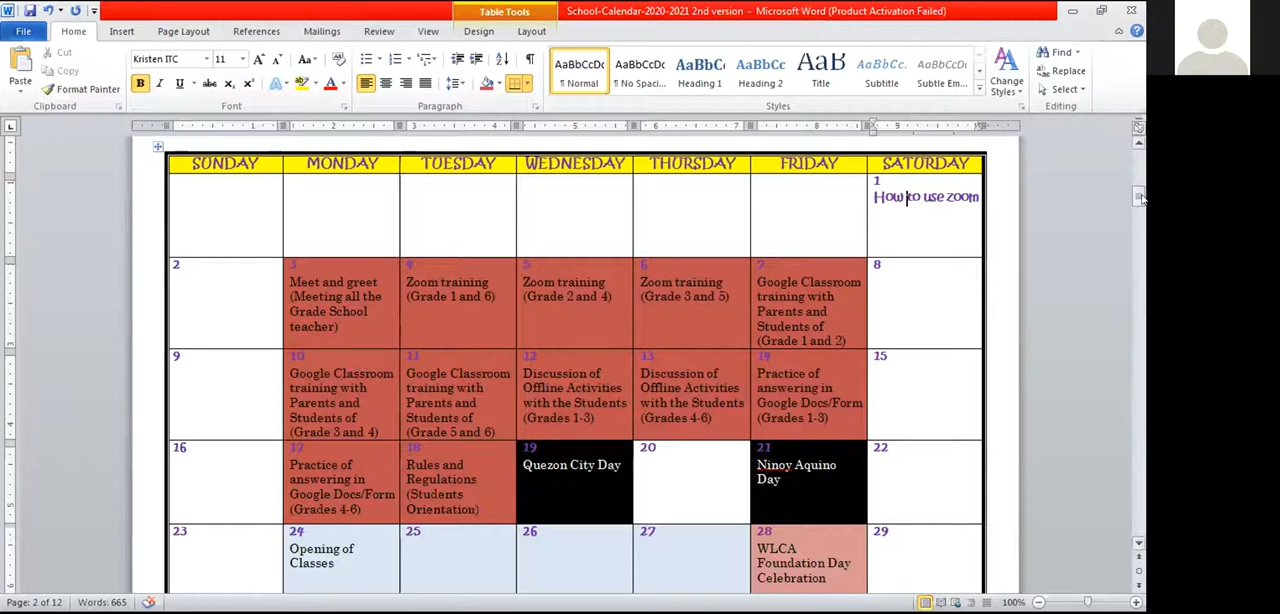 School-Calendar-2020-2021 2nd version - Microsoft Word (Product Activation Failed)
Table Tools
File Home Insert Page Layout References Mailings Review View Design Layout
Cut
Copy
Format Painter
Paste
Clipboard
Kristen ITC 11
Font
Paragraph
AaBbCcDc AaBbCcDc AaBbCc AaBbCc AaB AaBbCc. AaBbCcDc
¶ Normal ¶ No Spaci... Heading 1 Heading 2 Title Subtitle Subtle Em...
Styles
Change Styles
Find
Replace
Select
Editing
SUNDAY MONDAY TUESDAY WEDNESDAY THURSDAY FRIDAY SATURDAY
1
How to use zoom
2
3
Meet and greet
(Meeting all the
Grade School
teacher)
4
Zoom training
(Grade 1 and 6)
5
Zoom training
(Grade 2 and 4)
6
Zoom training
(Grade 3 and 5)
7
Google Classroom
training with
Parents and
Students of
(Grade 1 and 2)
8
9
10
Google Classroom
training with
Parents and
Students of
(Grade 3 and 4)
11
Google Classroom
training with
Parents and
Students of
(Grade 5 and 6)
12
Discussion of
Offline Activities
with the Students
(Grades 1-3)
13
Discussion of
Offline Activities
with the Students
(Grades 4-6)
14
Practice of
answering in
Google Docs/Form
(Grades 1-3)
15
16
17
Practice of
answering in
Google Docs/Form
(Grades 4-6)
18
Rules and
Regulations
(Students
Orientation)
19
Quezon City Day
20
21
Ninoy Aquino
Day
22
23
24
Opening of
Classes
25
26
27
28
WLCA
Foundation Day
Celebration
29
Page: 2 of 12 Words: 665 100%